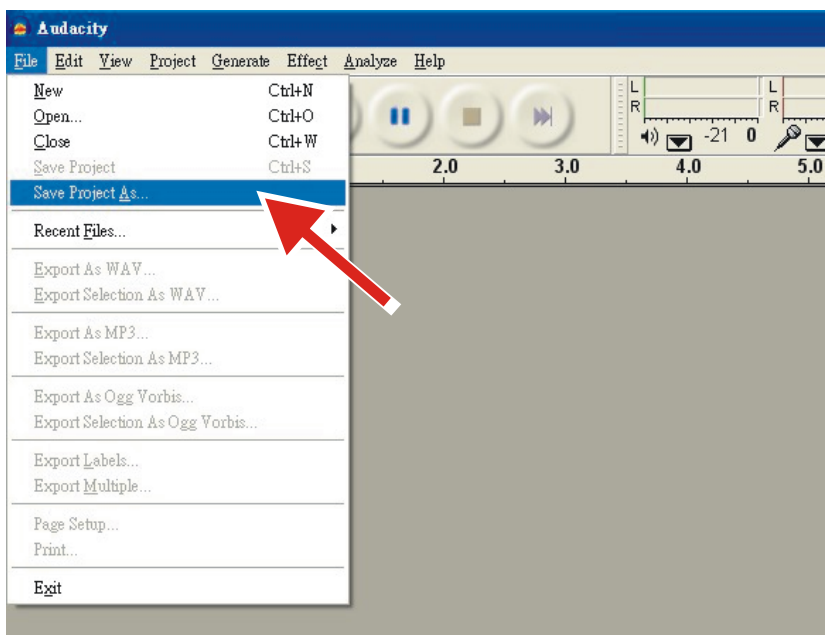 Audacity
File Edit View Project Generate Effect Analyze Help
New Ctrl+N
Open... Ctrl+O
Close Ctrl+W
Save Project Ctrl+S
Save Project As...
Recent Files...
Export As WAV...
Export Selection As WAV...
Export As MP3...
Export Selection As MP3...
Export As Ogg Vorbis...
Export Selection As Ogg Vorbis...
Export Labels...
Export Multiple...
Page Setup...
Print...
Exit
L L
R R
-21 0
2.0 3.0 4.0 5.0